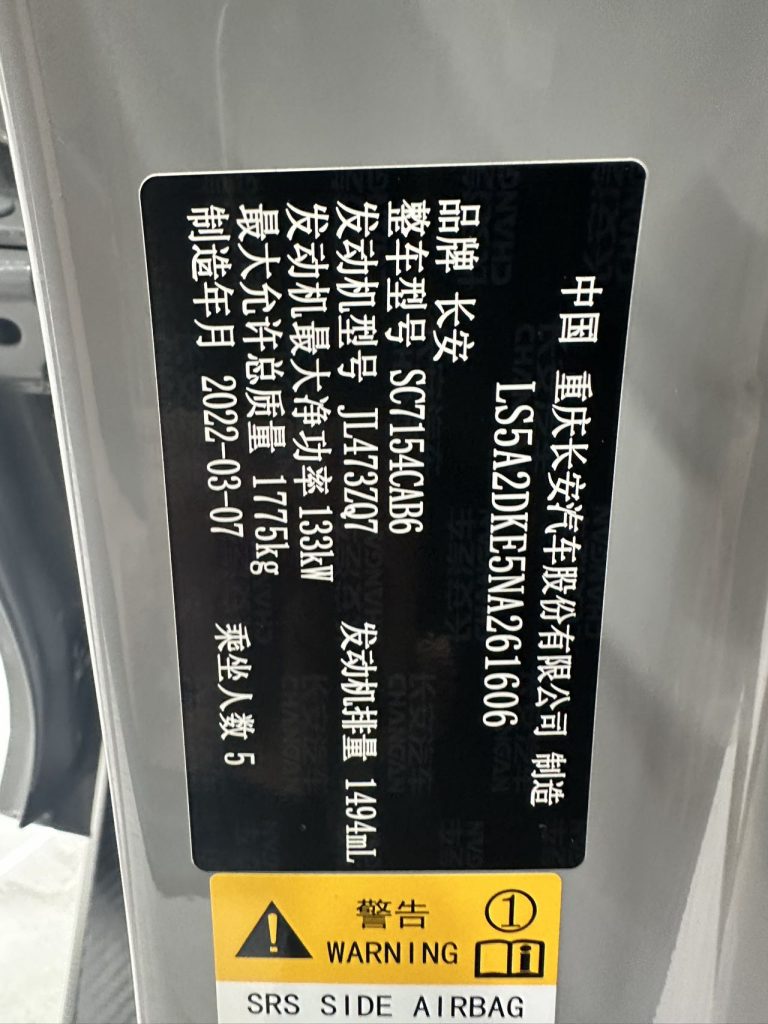 中国 重庆长安汽车股份有限公司 制造
LS5A2DKE5NA261606
品牌 长安
整车型号 SC7154CAB6
发动机型号 JL473ZQ7 发动机排量 1494mL
发动机最大净功率 133kW
最大允许总质量 1775kg
制造年月 2022-03-07 乘坐人数 5
警告 ①
WARNING
SRS SIDE AIRBAG